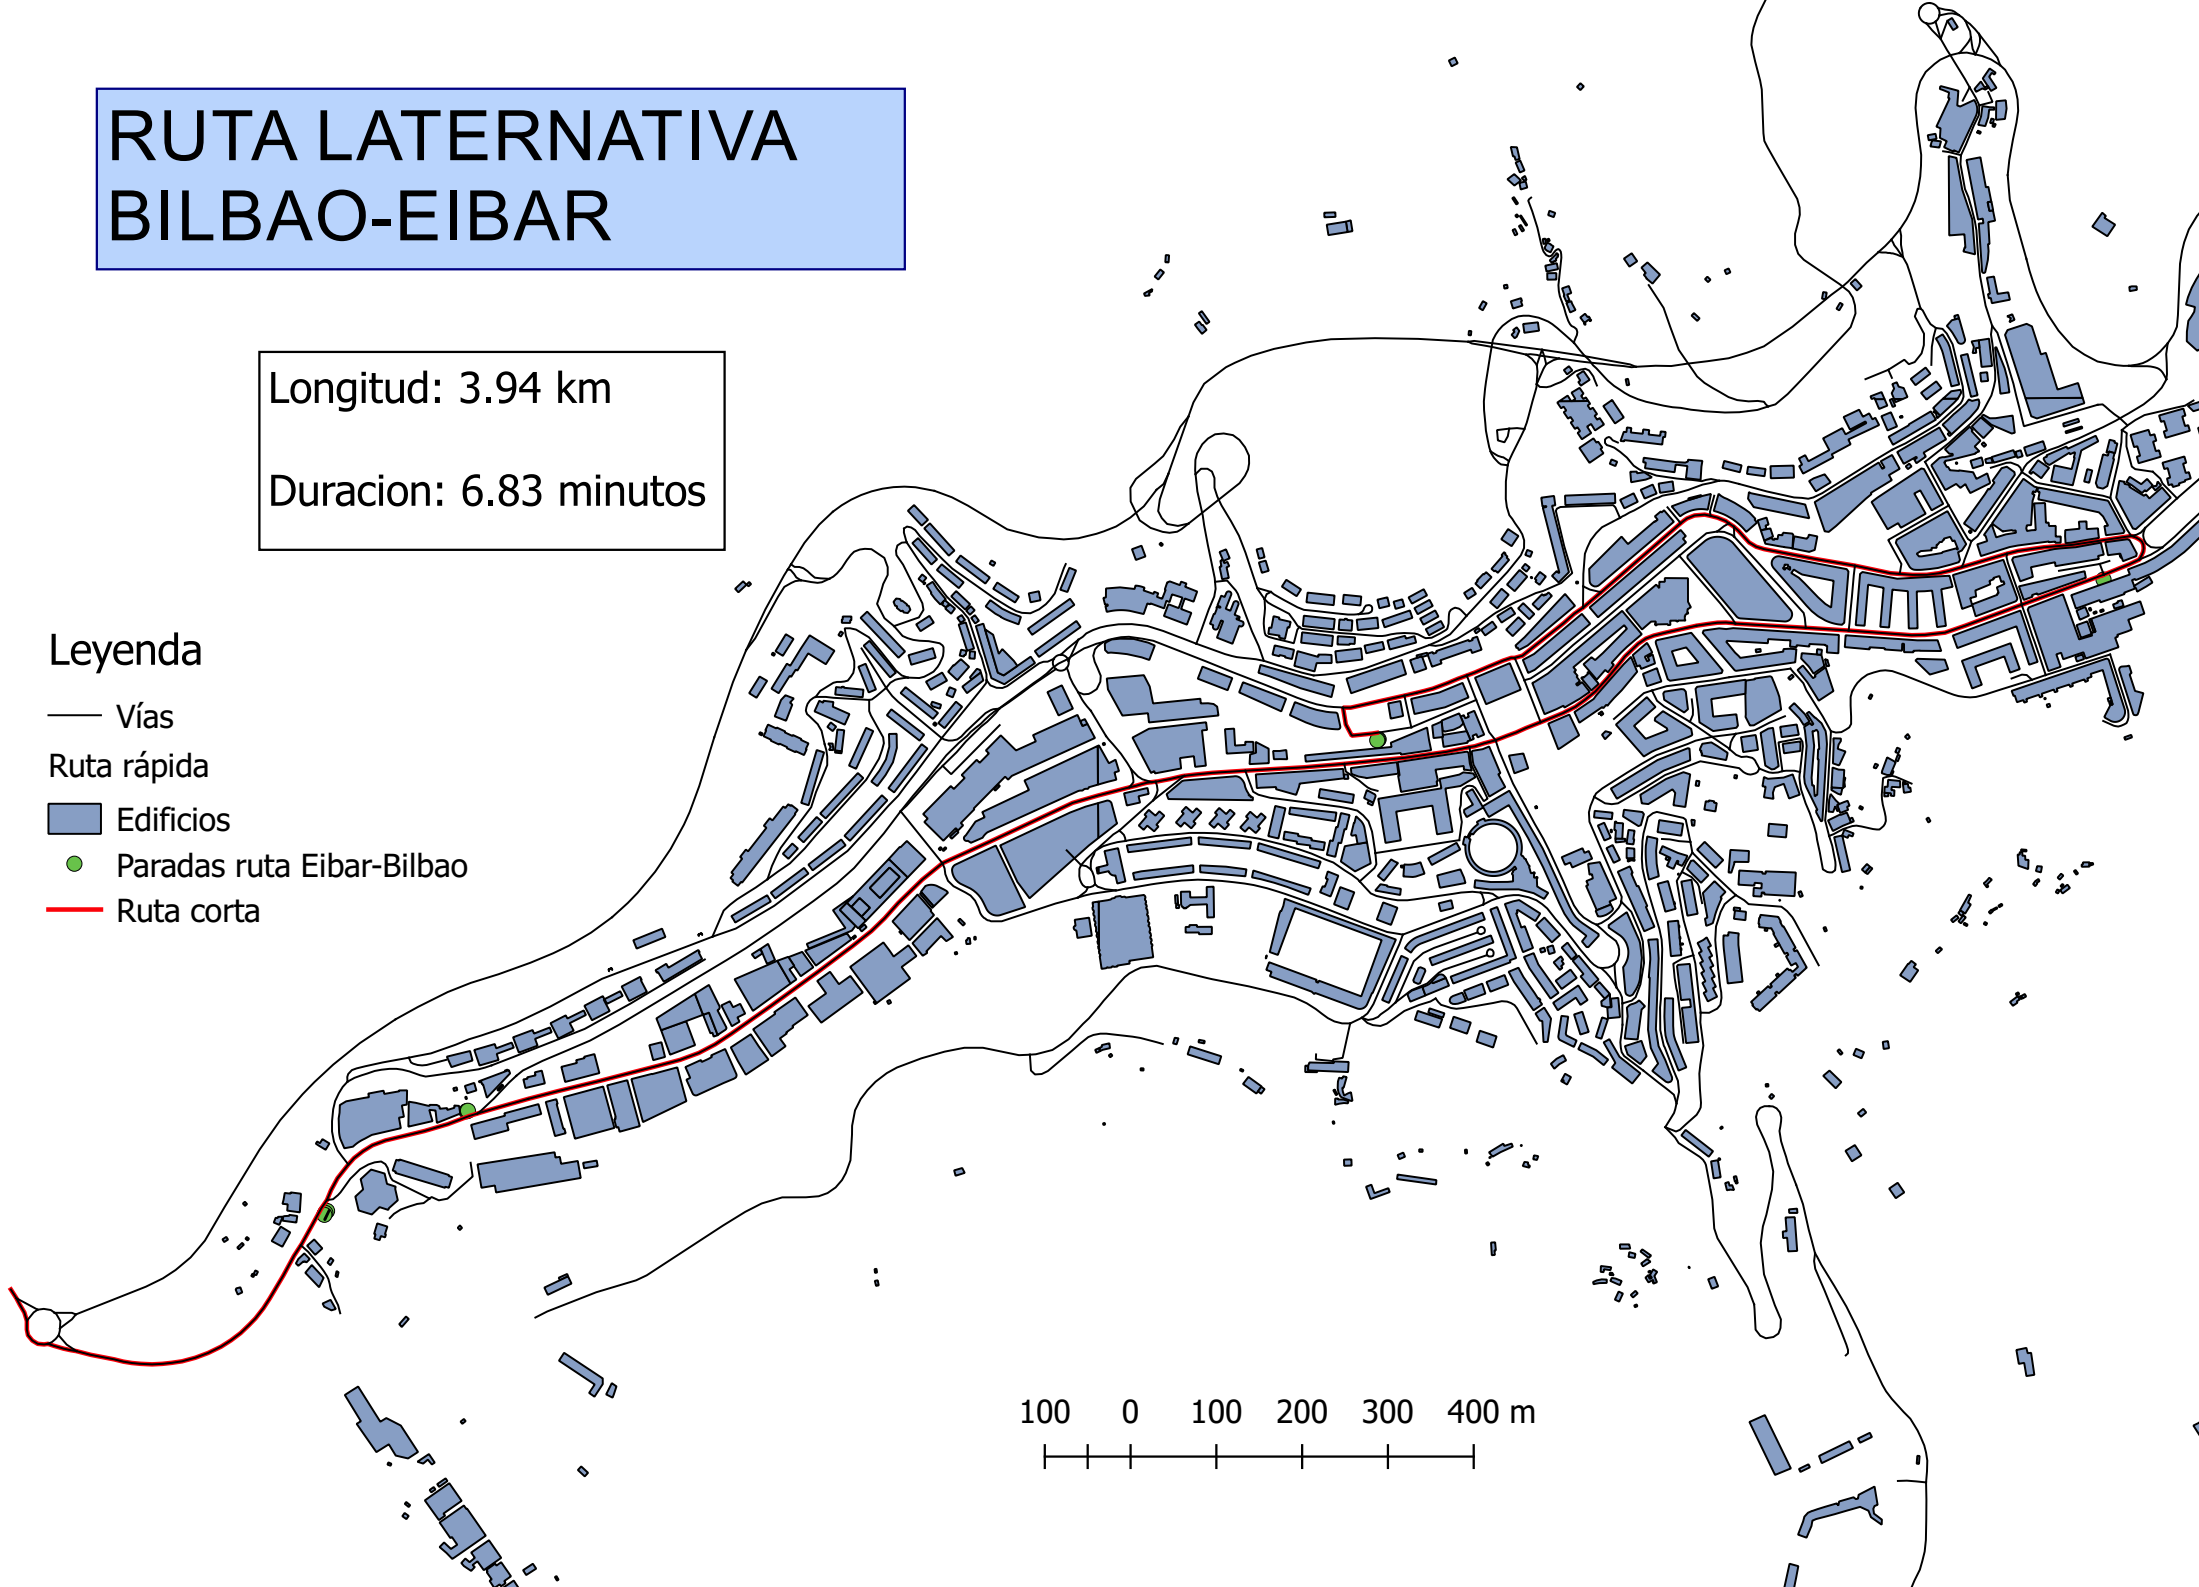 RUTA LATERNATIVA
BILBAO-EIBAR
Longitud: 3.94 km
Duracion: 6.83 minutos
Leyenda
Vías
Ruta rápida
Edificios
Paradas ruta Eibar-Bilbao
Ruta corta
100 0 100 200 300 400 m